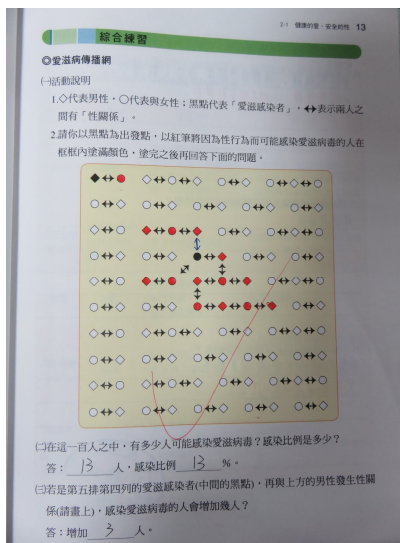 2-1 健康的愛、安全的性 13
綜合練習
◎愛滋病傳播網
㈠活動說明
1.◇代表男性，○代表與女性；黑點代表「愛滋感者」，↔表示兩人之
間有「性關係」。
2.請你以黑點為出發點，以紅筆將因為性行為而可能感染愛滋病毒的人在
框框內塗滿顏色，塗完之後再回答下面的問題。
㈡在這一百人之中，有多少人可能感染愛滋病毒？感染比例是多少？
答：13人，感染比例13%。
㈢若是第五排第四列的愛滋感染者(中間的黑點)，再與上方的男性發生性關
係(請畫上)，感染愛滋病毒的人會增加幾人？
答：增加3人。